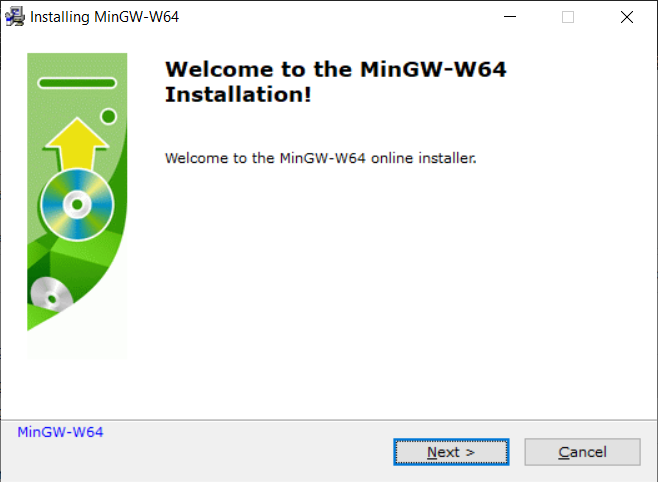 Installing MinGW-W64
Welcome to the MinGW-W64
Installation!
Welcome to the MinGW-W64 online installer.
MinGW-W64
Next >
Cancel